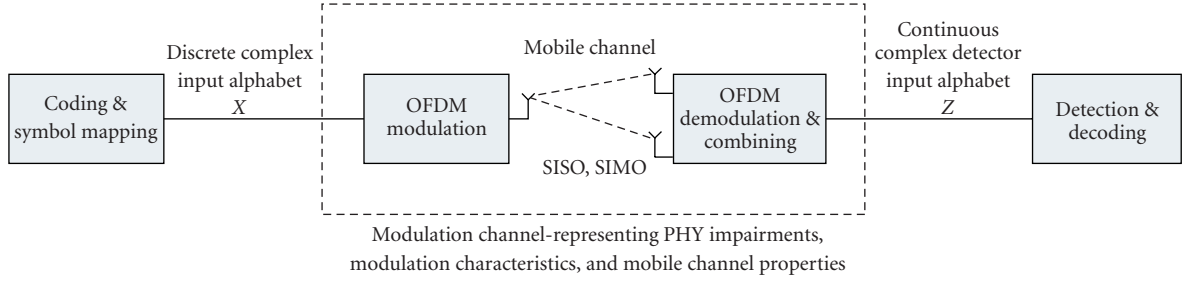 Coding &
symbol mapping
Discrete complex
input alphabet
X
OFDM
modulation
Mobile channel
SISO, SIMO
OFDM
demodulation &
combining
Continuous
complex detector
input alphabet
Z
Detection &
decoding
Modulation channel-representing PHY impairments,
modulation characteristics, and mobile channel properties